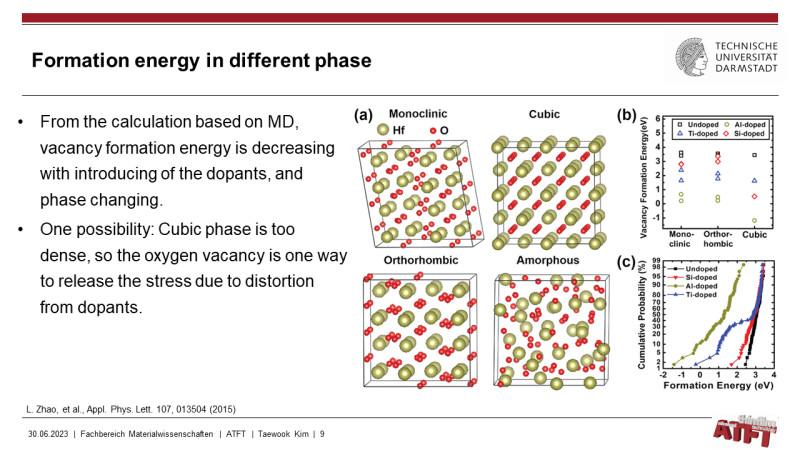 Formation energy in different phase
TECHNISCHE
UNIVERSITÄT
DARMSTADT
• From the calculation based on MD,
vacancy formation energy is decreasing
with introducing of the dopants, and
phase changing.
• One possibility: Cubic phase is too
dense, so the oxygen vacancy is one way
to release the stress due to distortion
from dopants.
(a) Monoclinic
Hf O
Cubic
Orthorhombic
Amorphous
(b)
Vacancy Formation Energy(eV)
6
5
4
3
2
1
0
-1
Undoped Al-doped
Ti-doped Si-doped
Mono-
clinic
Orthor-
hombic
Cubic
(c)
Cumulative Probability (%)
99
98
95
90
80
70
60
50
40
30
20
10
5
2
1
Undoped
Si-doped
Al-doped
Ti-doped
-2 -1 0 1 2 3 4
Formation Energy (eV)
L. Zhao, et al., Appl. Phys. Lett. 107, 013504 (2015)
30.06.2023 | Fachbereich Materialwissenschaften | ATFT | Taewook Kim | 9
ATFT